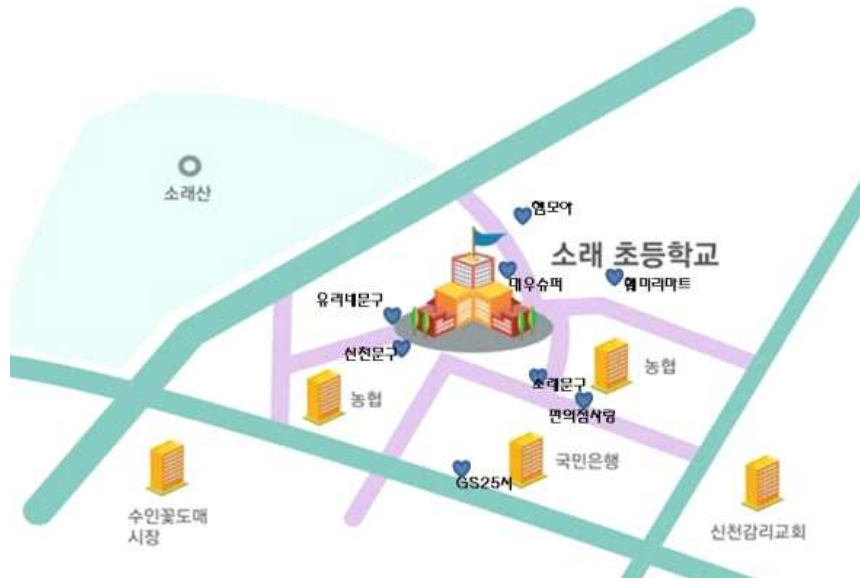 소래산
햄모아
소래 초등학교
대우슈퍼
훼미리마트
유리네문구
신천문구
농협
농협
소래문구
편의점사랑
국민은행
GS25시
수인꽃도매
시장
신천감리교회